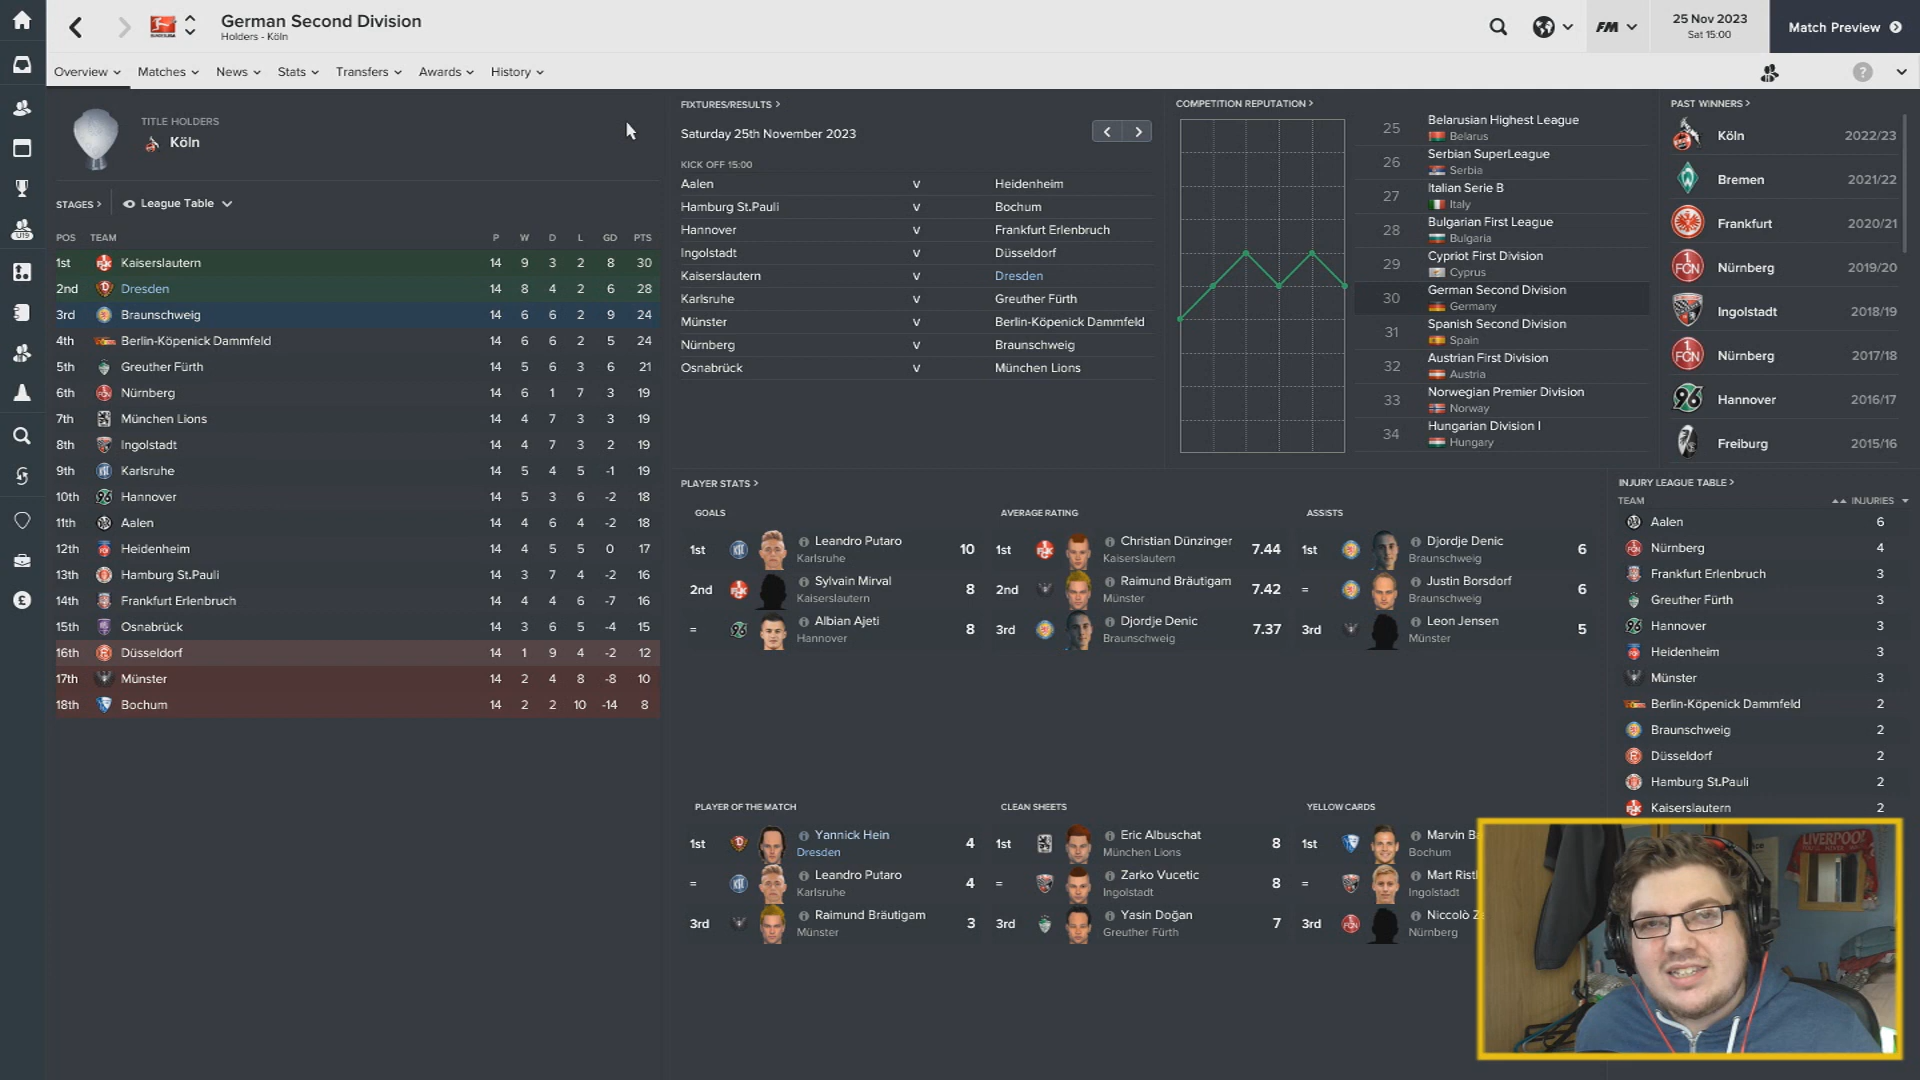 German Second Division
Holders - Köln
FM
25 Nov 2023
Sat 15:00
Match Preview
Overview
Matches
News
Stats
Transfers
Awards
History
TITLE HOLDERS
Köln
STAGES >
League Table
POS TEAM P W D L GD PTS
1st Kaiserslautern 14 9 3 2 8 30
2nd Dresden 14 8 4 2 6 28
3rd Braunschweig 14 6 6 2 9 24
4th Berlin-Köpenick Dammfeld 14 6 6 2 5 24
5th Greuther Fürth 14 5 6 3 6 21
6th Nürnberg 14 6 1 7 3 19
7th München Lions 14 4 7 3 3 19
8th Ingolstadt 14 4 7 3 2 19
9th Karlsruhe 14 5 4 5 -1 19
10th Hannover 14 5 3 6 -2 18
11th Aalen 14 4 6 4 -2 18
12th Heidenheim 14 4 5 5 0 17
13th Hamburg St.Pauli 14 3 7 4 -2 16
14th Frankfurt Erlenbruch 14 4 4 6 -7 16
15th Osnabrück 14 3 6 5 -4 15
16th Düsseldorf 14 1 9 4 -2 12
17th Münster 14 2 4 8 -8 10
18th Bochum 14 2 2 10 -14 8
FIXTURES/RESULTS >
Saturday 25th November 2023
KICK OFF 15:00
Aalen v Heidenheim
Hamburg St.Pauli v Bochum
Hannover v Frankfurt Erlenbruch
Ingolstadt v Düsseldorf
Kaiserslautern v Dresden
Karlsruhe v Greuther Fürth
Münster v Berlin-Köpenick Dammfeld
Nürnberg v Braunschweig
Osnabrück v München Lions
COMPETITION REPUTATION >
25 Belarusian Highest League
Belarus
26 Serbian SuperLeague
Serbia
27 Italian Serie B
Italy
28 Bulgarian First League
Bulgaria
29 Cypriot First Division
Cyprus
30 German Second Division
Germany
31 Spanish Second Division
Spain
32 Austrian First Division
Austria
33 Norwegian Premier Division
Norway
34 Hungarian Division I
Hungary
PAST WINNERS >
Köln 2022/23
Bremen 2021/22
Frankfurt 2020/21
Nürnberg 2019/20
Ingolstadt 2018/19
Nürnberg 2017/18
Hannover 2016/17
Freiburg 2015/16
PLAYER STATS >
GOALS
1st Leandro Putaro 10
Karlsruhe
2nd Sylvain Mirval 8
Kaiserslautern
= Albian Ajeti 8
Hannover
AVERAGE RATING
1st Christian Dünzinger 7.44
Kaiserslautern
2nd Raimund Bräutigam 7.42
Münster
3rd Djordje Denic 7.37
Braunschweig
ASSISTS
1st Djordje Denic 6
Braunschweig
= Justin Borsdorf 6
Braunschweig
3rd Leon Jensen 5
Münster
PLAYER OF THE MATCH
1st Yannick Hein 4
Dresden
= Leandro Putaro 4
Karlsruhe
3rd Raimund Bräutigam 3
Münster
CLEAN SHEETS
1st Eric Albuschat 8
München Lions
= Zarko Vucetic 8
Ingolstadt
3rd Yasin Doğan 7
Greuther Fürth
YELLOW CARDS
1st Marvin
Bochum
= Mart
Ingolstadt
3rd Niccolò
Nürnberg
INJURY LEAGUE TABLE >
TEAM INJURIES
Aalen 6
Nürnberg 4
Frankfurt Erlenbruch 3
Greuther Fürth 3
Hannover 3
Heidenheim 3
Münster 3
Berlin-Köpenick Dammfeld 2
Braunschweig 2
Düsseldorf 2
Hamburg St.Pauli 2
Kaiserslautern 2
LIVERPOOL